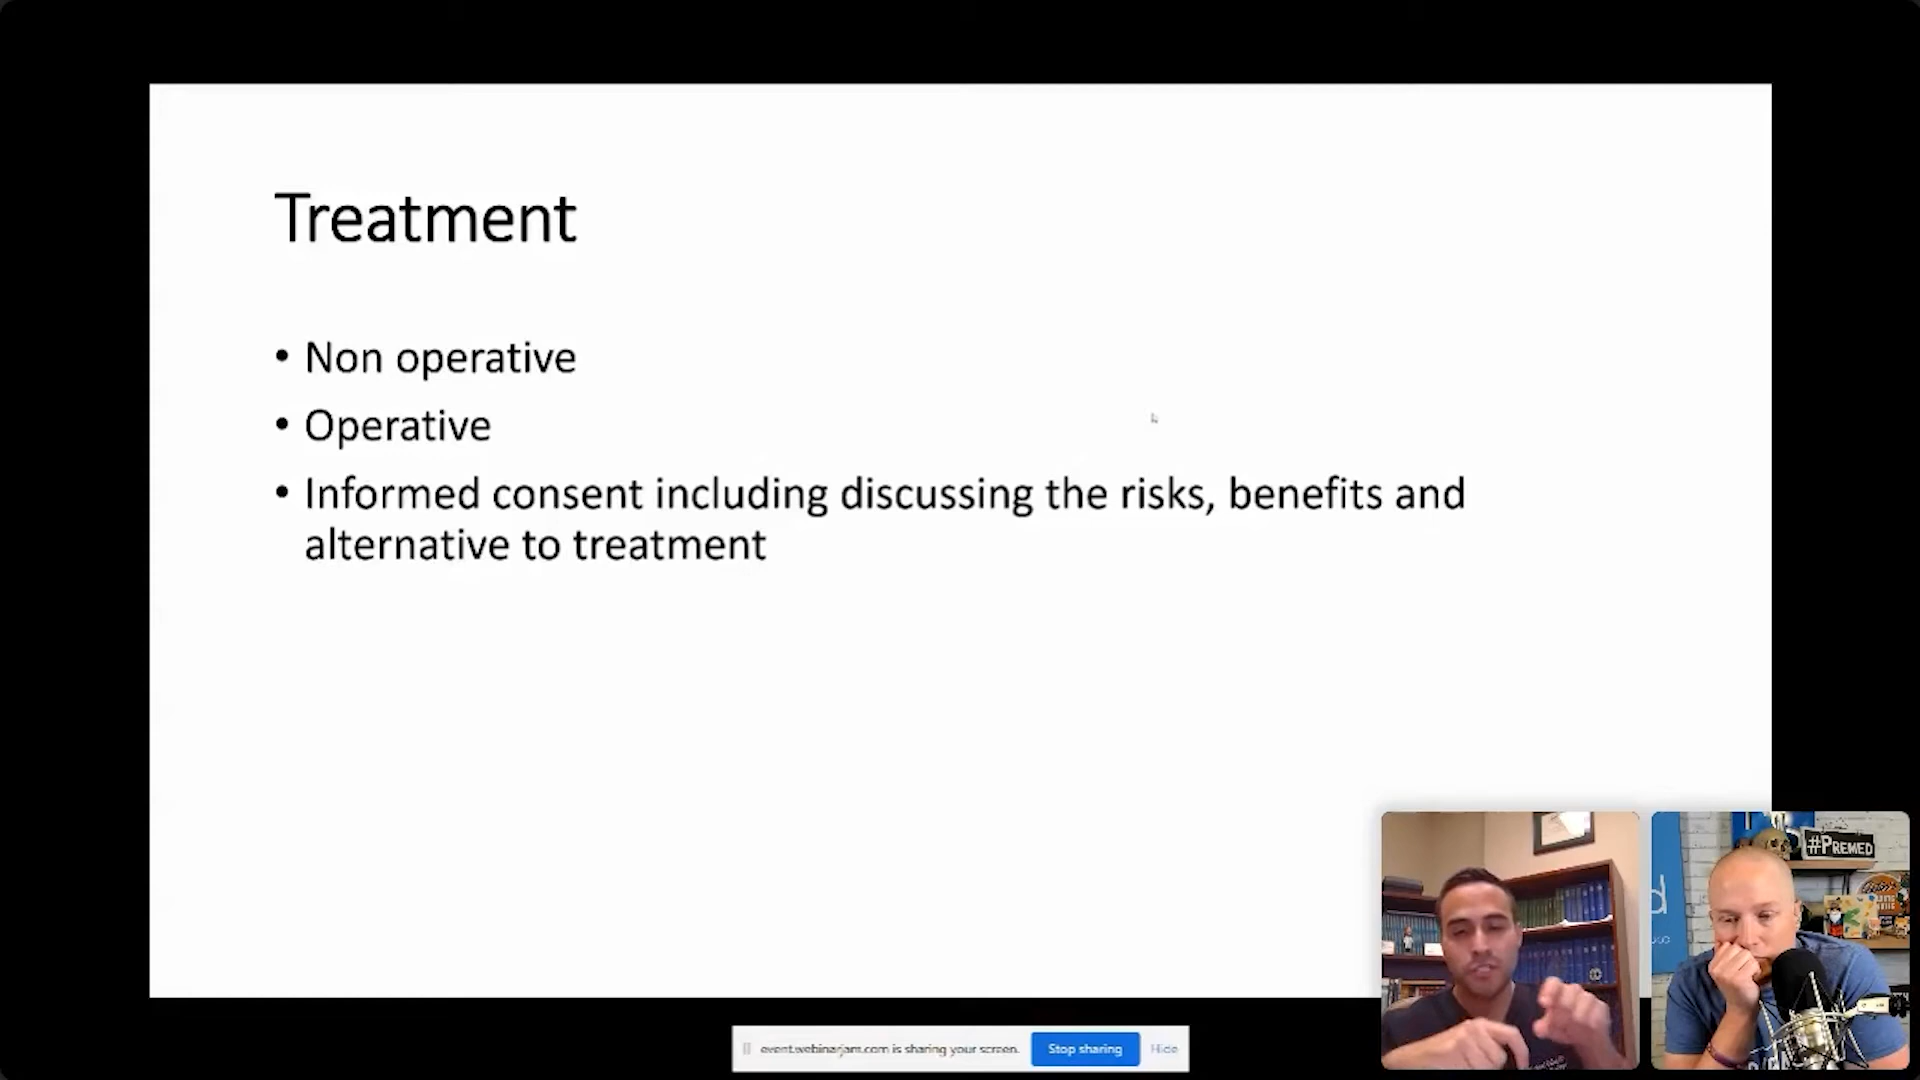 Treatment
• Non operative
• Operative
• Informed consent including discussing the risks, benefits and
alternative to treatment
#PREMED
d
event.webinarjam.com is sharing your screen.
Stop sharing
Hide